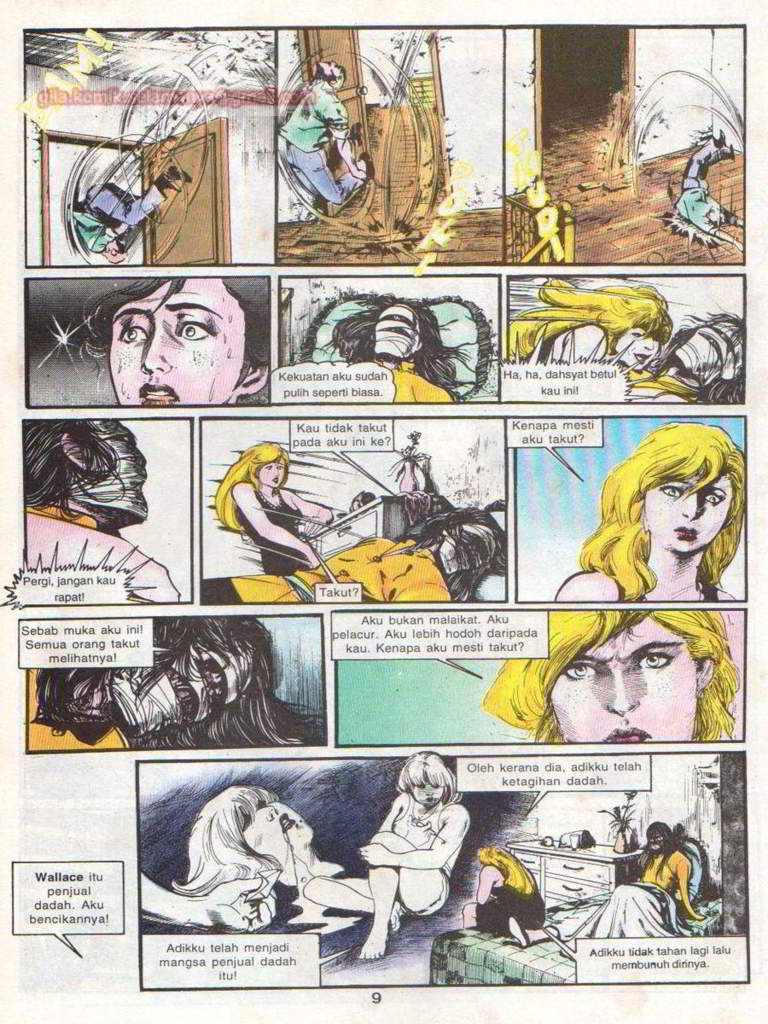 BAM!
Kekuatan aku sudah
pulih seperti biasa.
Ha, ha, dahsyat betul
kau ini!
Pergi, jangan kau
rapat!
Kau tidak takut
pada aku ini ke?
Takut?
Kenapa mesti
aku takut?
Sebab muka aku ini!
Semua orang takut
melihatnya!
Aku bukan malaikat. Aku
pelacur. Aku lebih hodoh daripada
kau. Kenapa aku mesti takut?
Wallace itu
penjual
dadah. Aku
bencikannya!
Adikku telah menjadi
mangsa penjual dadah
itu!
Oleh kerana dia, adikku telah
ketagihan dadah.
Adikku tidak tahan lagi lalu
membunuh dirinya.
9